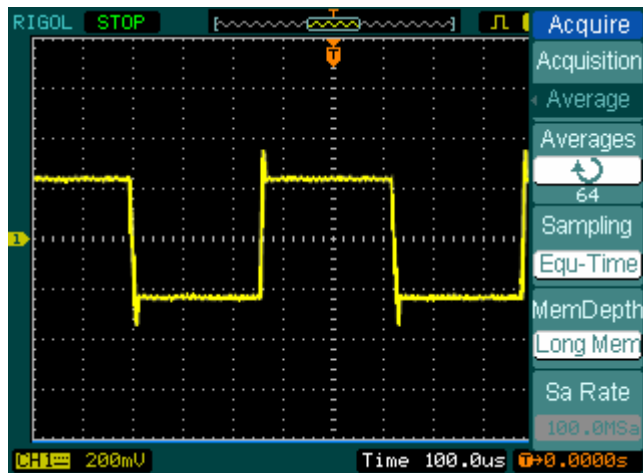 RIGOL STOP
T
T
1
Acquire
Acquisition
Average
Averages
64
Sampling
Equ-Time
MemDepth
Long Mem
Sa Rate
100.0MSa
CH1 200mV Time 100.0us T→0.0000s